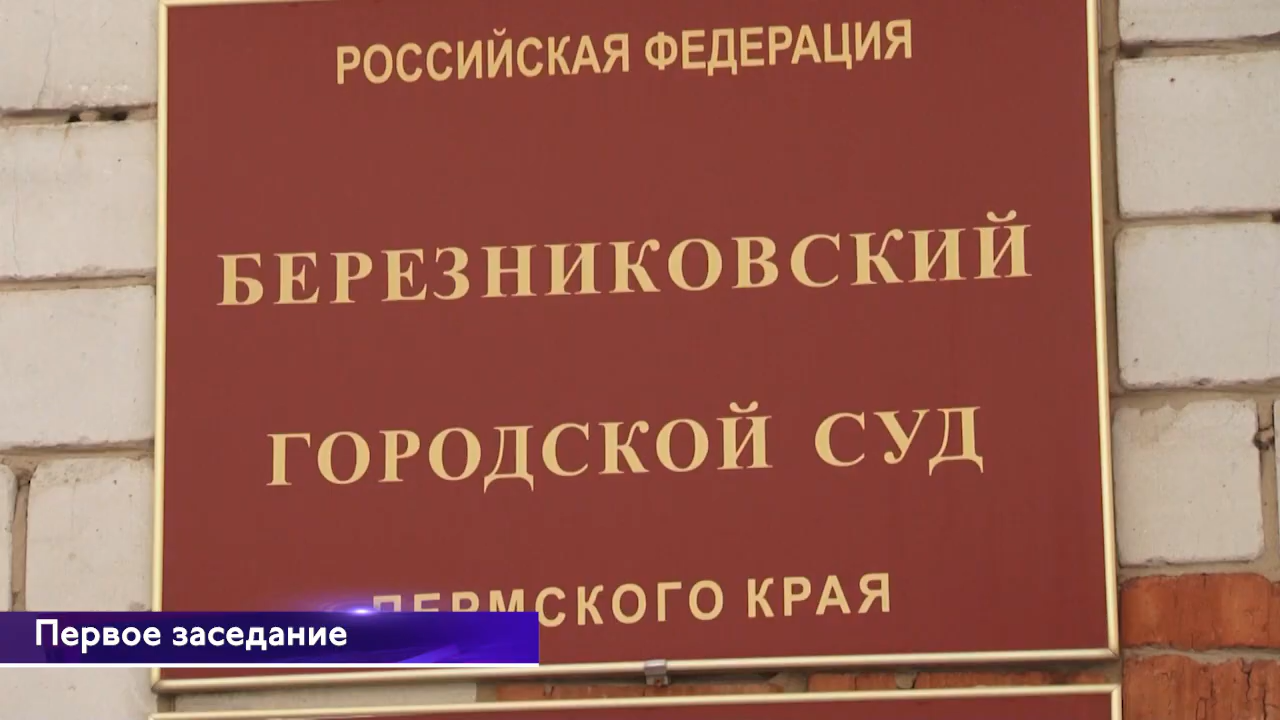 РОССИЙСКАЯ ФЕДЕРАЦИЯ
БЕРЕЗНИКОВСКИЙ
ГОРОДСКОЙ СУД
ПЕРМСКОГО КРАЯ
Первое заседание